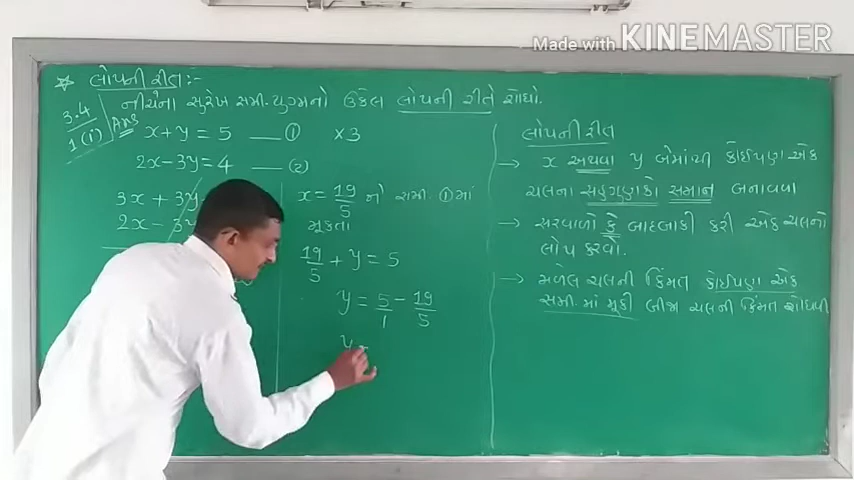 Made with KINEMASTER
☆ લોપની રીત :-
નીચેના સુરેખ સમી. યુગ્મનો ઉકેલ લોપની રીતે શોધો.
3.4
1(i)
Ans
x + y = 5 — ① ×3
2x - 3y = 4 — (2)
3x + 3y
2x - 3y
x = 19/5 ને સમી. ①માં
મૂકતા
19/5 + y = 5
y = 5/1 - 19/5
y =
લોપની રીત
→ x અથવા y બેમાંથી કોઈપણ એક
ચલના સહગુણકો સમાન બનાવવા
→ સરવાળો કે બાદબાકી કરી એક ચલનો
લોપ કરવો.
→ મળેલ ચલની કિંમત કોઈપણ એક
સમી. માં મૂકી બીજા ચલની કિંમત શોધવી